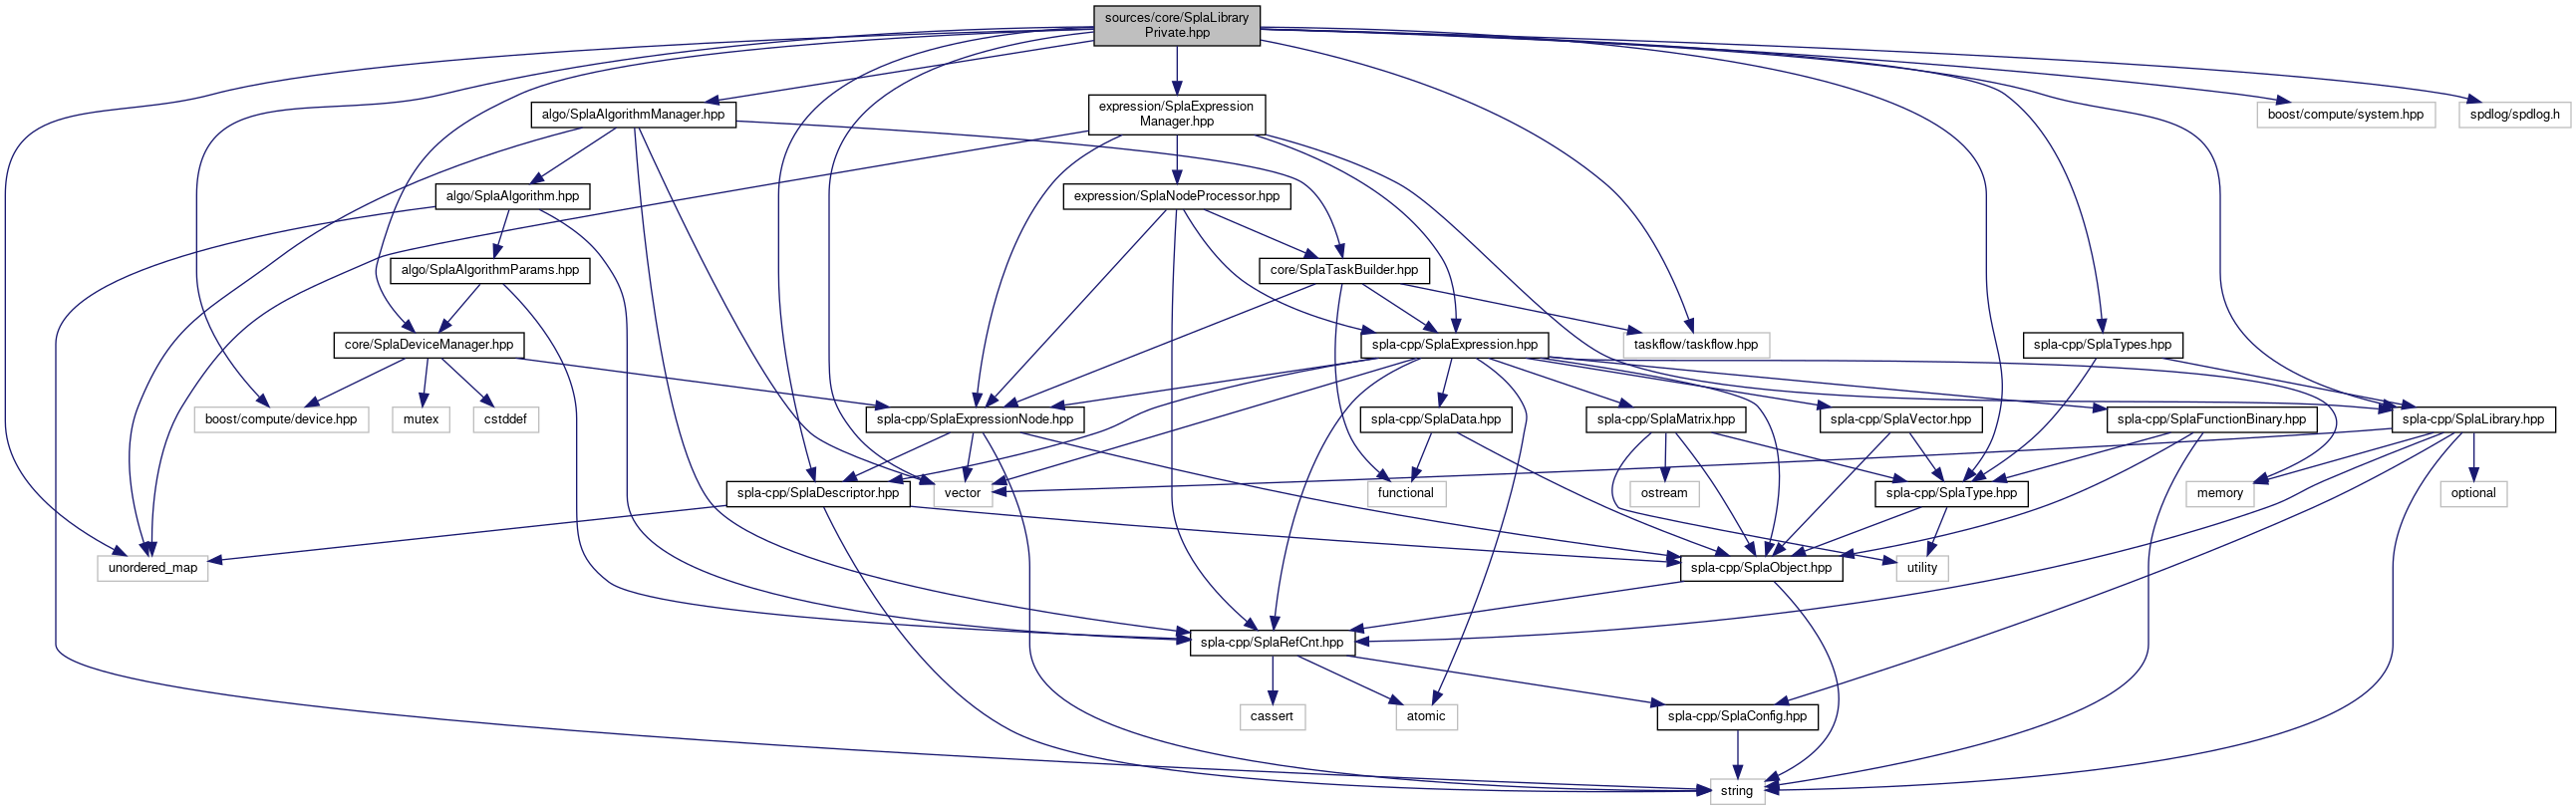 sources/core/SplaLibrary
Private.hpp
algo/SplaAlgorithmManager.hpp
expression/SplaExpression
Manager.hpp
boost/compute/system.hpp
spdlog/spdlog.h
algo/SplaAlgorithm.hpp
expression/SplaNodeProcessor.hpp
algo/SplaAlgorithmParams.hpp
core/SplaTaskBuilder.hpp
core/SplaDeviceManager.hpp
spla-cpp/SplaExpression.hpp
taskflow/taskflow.hpp
spla-cpp/SplaTypes.hpp
boost/compute/device.hpp
mutex
cstddef
spla-cpp/SplaExpressionNode.hpp
spla-cpp/SplaData.hpp
spla-cpp/SplaMatrix.hpp
spla-cpp/SplaVector.hpp
spla-cpp/SplaFunctionBinary.hpp
spla-cpp/SplaLibrary.hpp
spla-cpp/SplaDescriptor.hpp
vector
functional
ostream
spla-cpp/SplaType.hpp
memory
optional
unordered_map
spla-cpp/SplaObject.hpp
utility
spla-cpp/SplaRefCnt.hpp
cassert
atomic
spla-cpp/SplaConfig.hpp
string